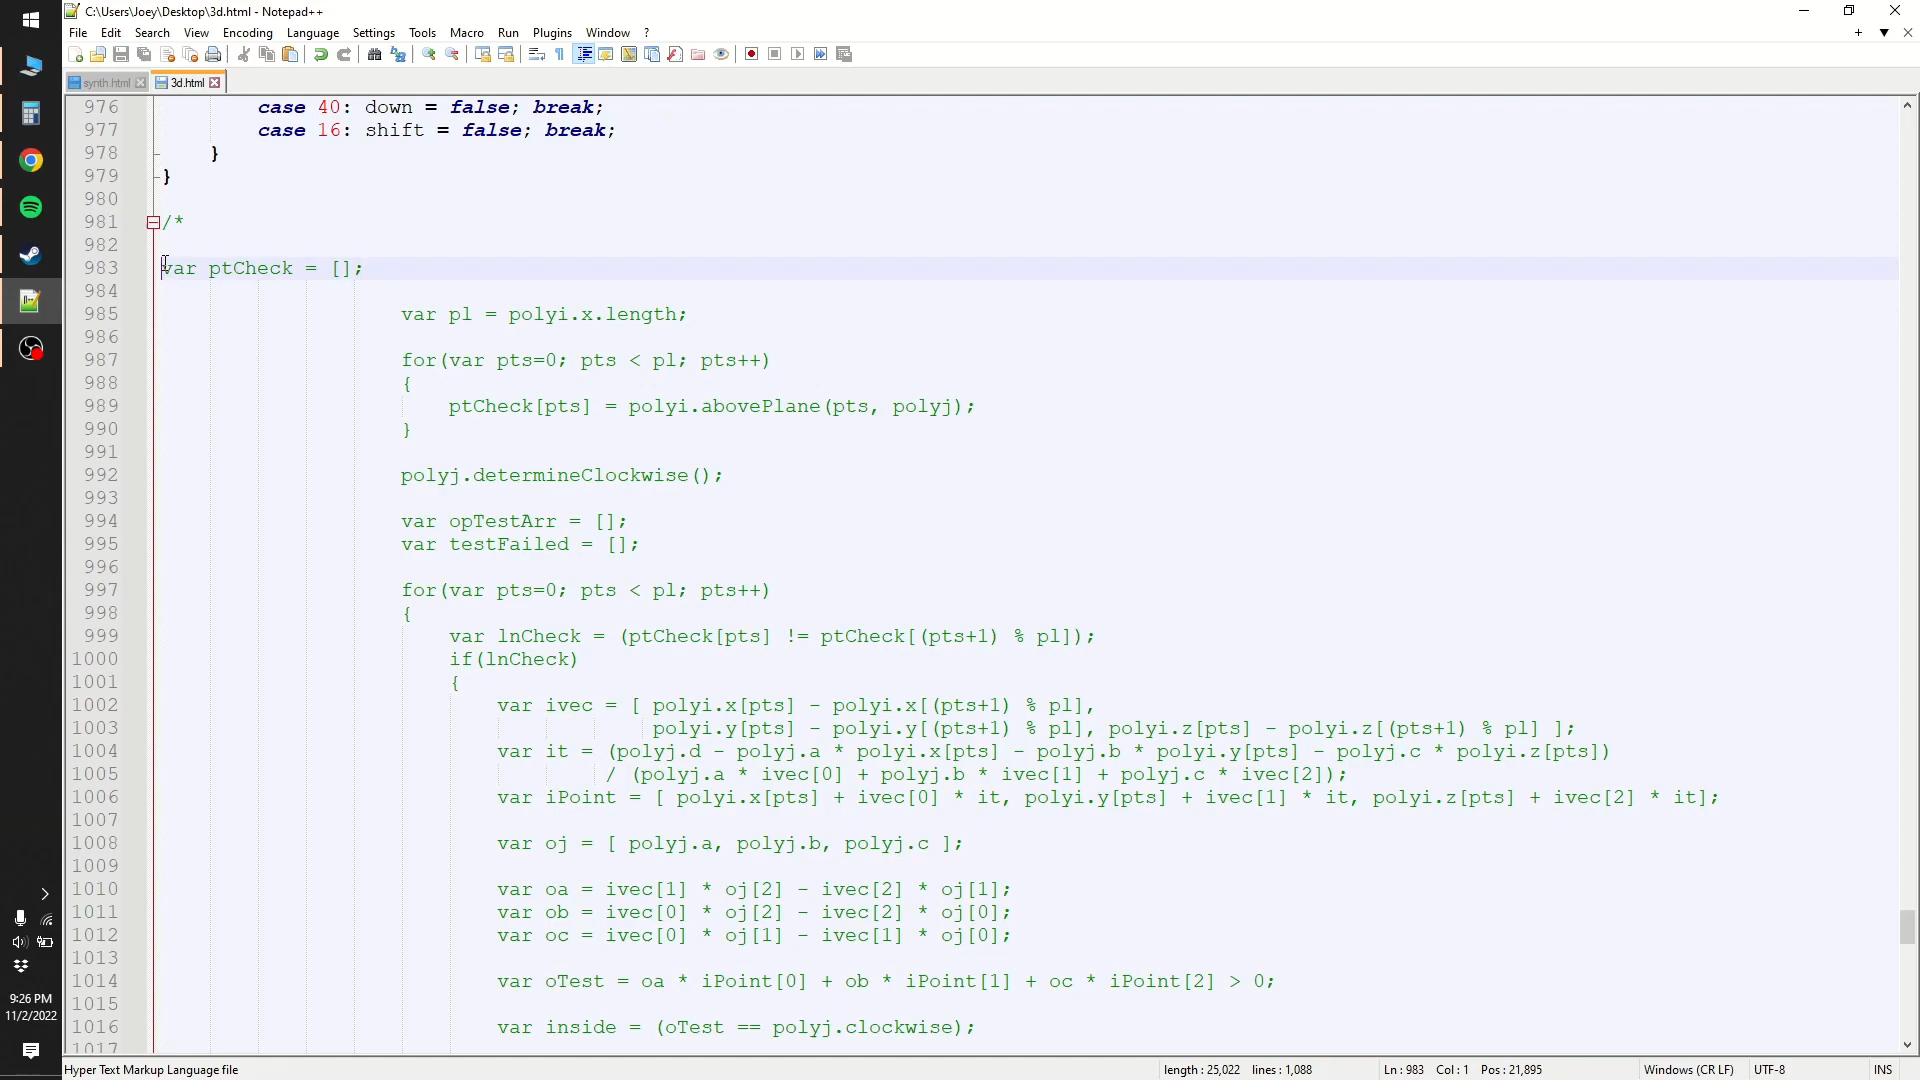 C:\Users\Joey\Desktop\3d.html - Notepad++
File Edit Search View Encoding Language Settings Tools Macro Run Plugins Window ?
synth.html 3d.html
976 case 40: down = false; break;
977 case 16: shift = false; break;
978 }
979 }
980
981 /*
982
983 var ptCheck = [];
984
985 var pl = polyi.x.length;
986
987 for(var pts=0; pts < pl; pts++)
988 {
989 ptCheck[pts] = polyi.abovePlane(pts, polyj);
990 }
991
992 polyj.determineClockwise();
993
994 var opTestArr = [];
995 var testFailed = [];
996
997 for(var pts=0; pts < pl; pts++)
998 {
999 var lnCheck = (ptCheck[pts] != ptCheck[(pts+1) % pl]);
1000 if(lnCheck)
1001 {
1002 var ivec = [ polyi.x[pts] - polyi.x[(pts+1) % pl],
1003 polyi.y[pts] - polyi.y[(pts+1) % pl], polyi.z[pts] - polyi.z[(pts+1) % pl] ];
1004 var it = (polyj.d - polyj.a * polyi.x[pts] - polyj.b * polyi.y[pts] - polyj.c * polyi.z[pts])
1005 / (polyj.a * ivec[0] + polyj.b * ivec[1] + polyj.c * ivec[2]);
1006 var iPoint = [ polyi.x[pts] + ivec[0] * it, polyi.y[pts] + ivec[1] * it, polyi.z[pts] + ivec[2] * it];
1007
1008 var oj = [ polyj.a, polyj.b, polyj.c ];
1009
1010 var oa = ivec[1] * oj[2] - ivec[2] * oj[1];
1011 var ob = ivec[0] * oj[2] - ivec[2] * oj[0];
1012 var oc = ivec[0] * oj[1] - ivec[1] * oj[0];
1013
1014 var oTest = oa * iPoint[0] + ob * iPoint[1] + oc * iPoint[2] > 0;
1015
1016 var inside = (oTest == polyj.clockwise);
1017
9:26 PM
11/2/2022
Hyper Text Markup Language file length : 25,022 lines : 1,088 Ln : 983 Col : 1 Pos : 21,895 Windows (CR LF) UTF-8 INS